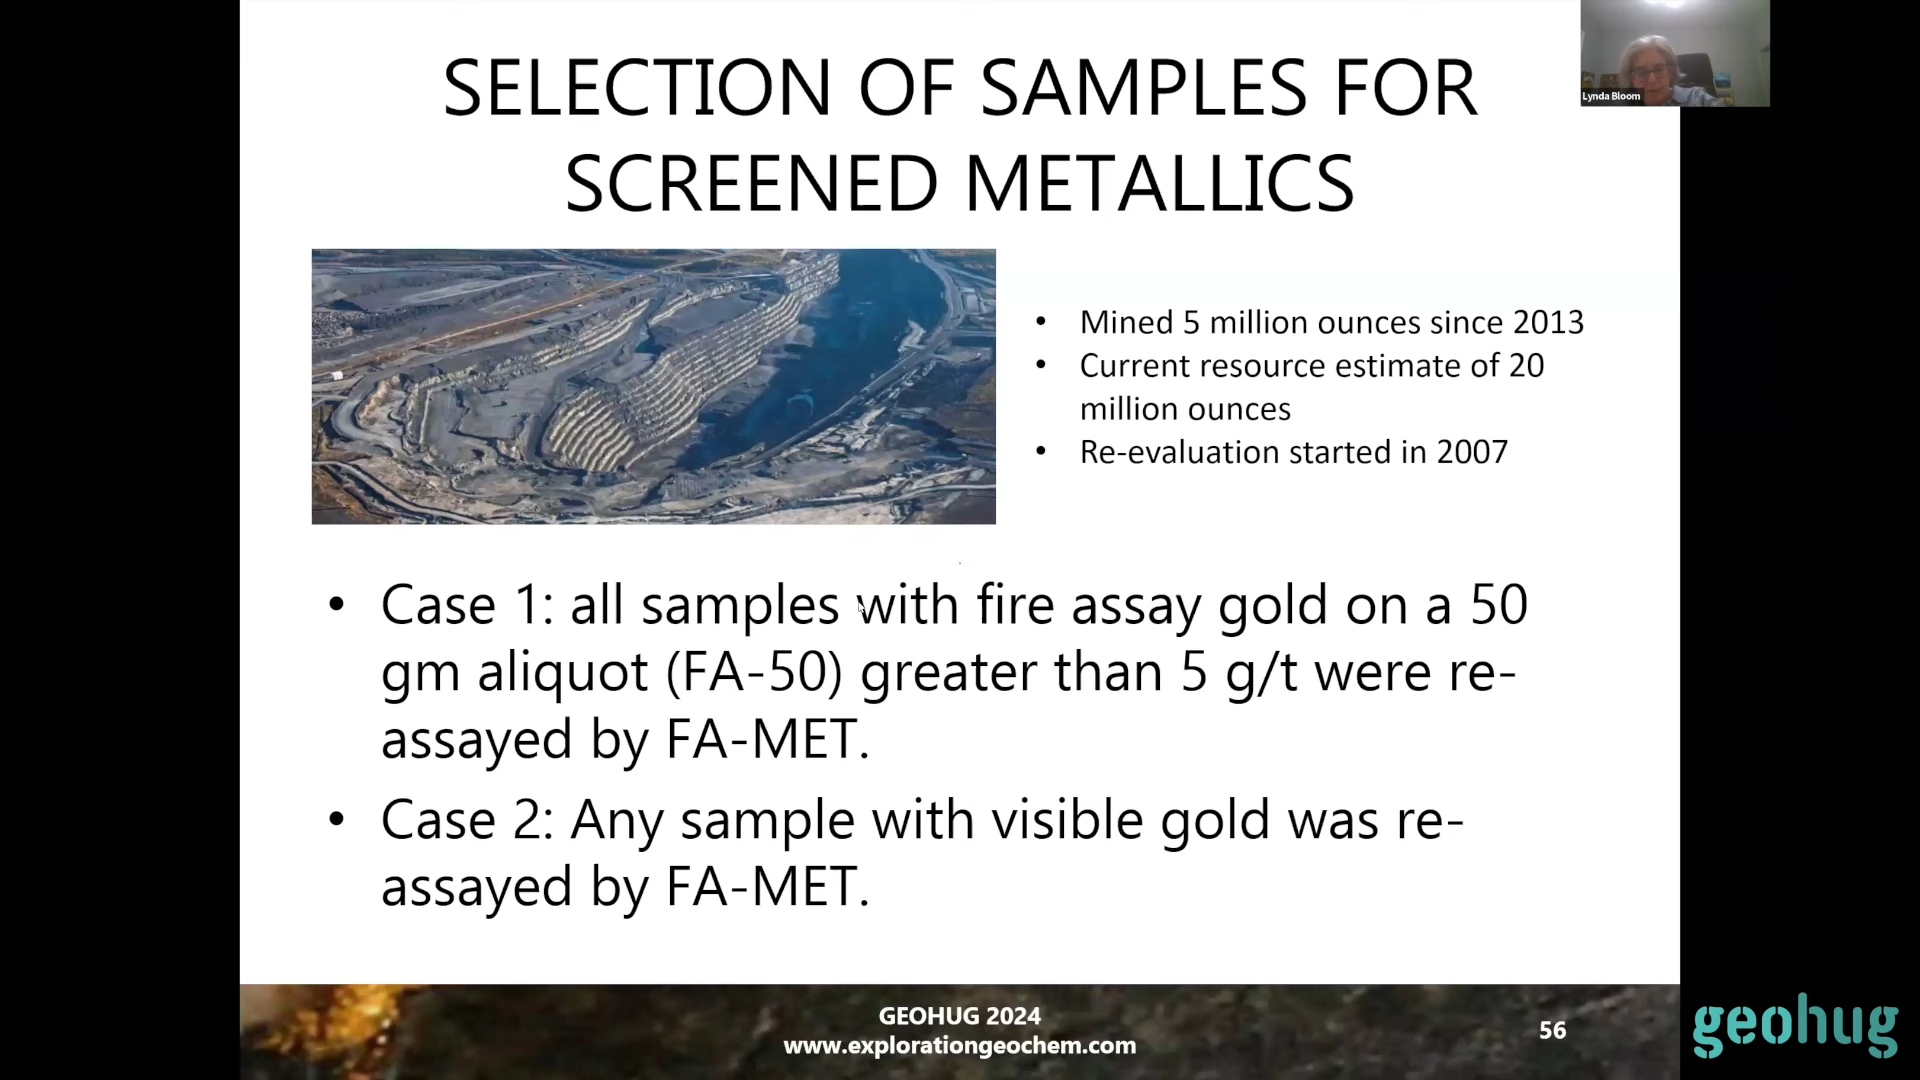 SELECTION OF SAMPLES FOR
SCREENED METALLICS
Lynda Bloom
• Mined 5 million ounces since 2013
• Current resource estimate of 20
million ounces
• Re-evaluation started in 2007
• Case 1: all samples with fire assay gold on a 50
gm aliquot (FA-50) greater than 5 g/t were re-
assayed by FA-MET.
• Case 2: Any sample with visible gold was re-
assayed by FA-MET.
GEOHUG 2024
www.explorationgeochem.com
56
geohug